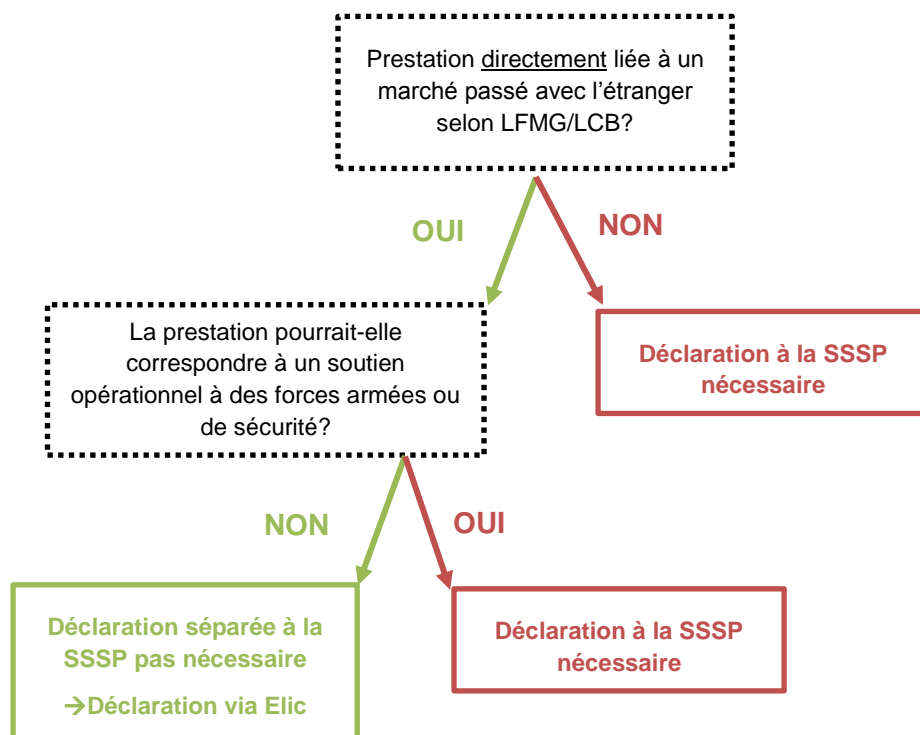 Prestation directement liée à un
marché passé avec l'étranger
selon LFMG/LCB?
OUI
NON
La prestation pourrait-elle
correspondre à un soutien
opérationnel à des forces armées ou
de sécurité?
Déclaration à la SSSP
nécessaire
NON
OUI
Déclaration séparée à la
SSSP pas nécessaire
→Déclaration via Elic
Déclaration à la SSSP
nécessaire